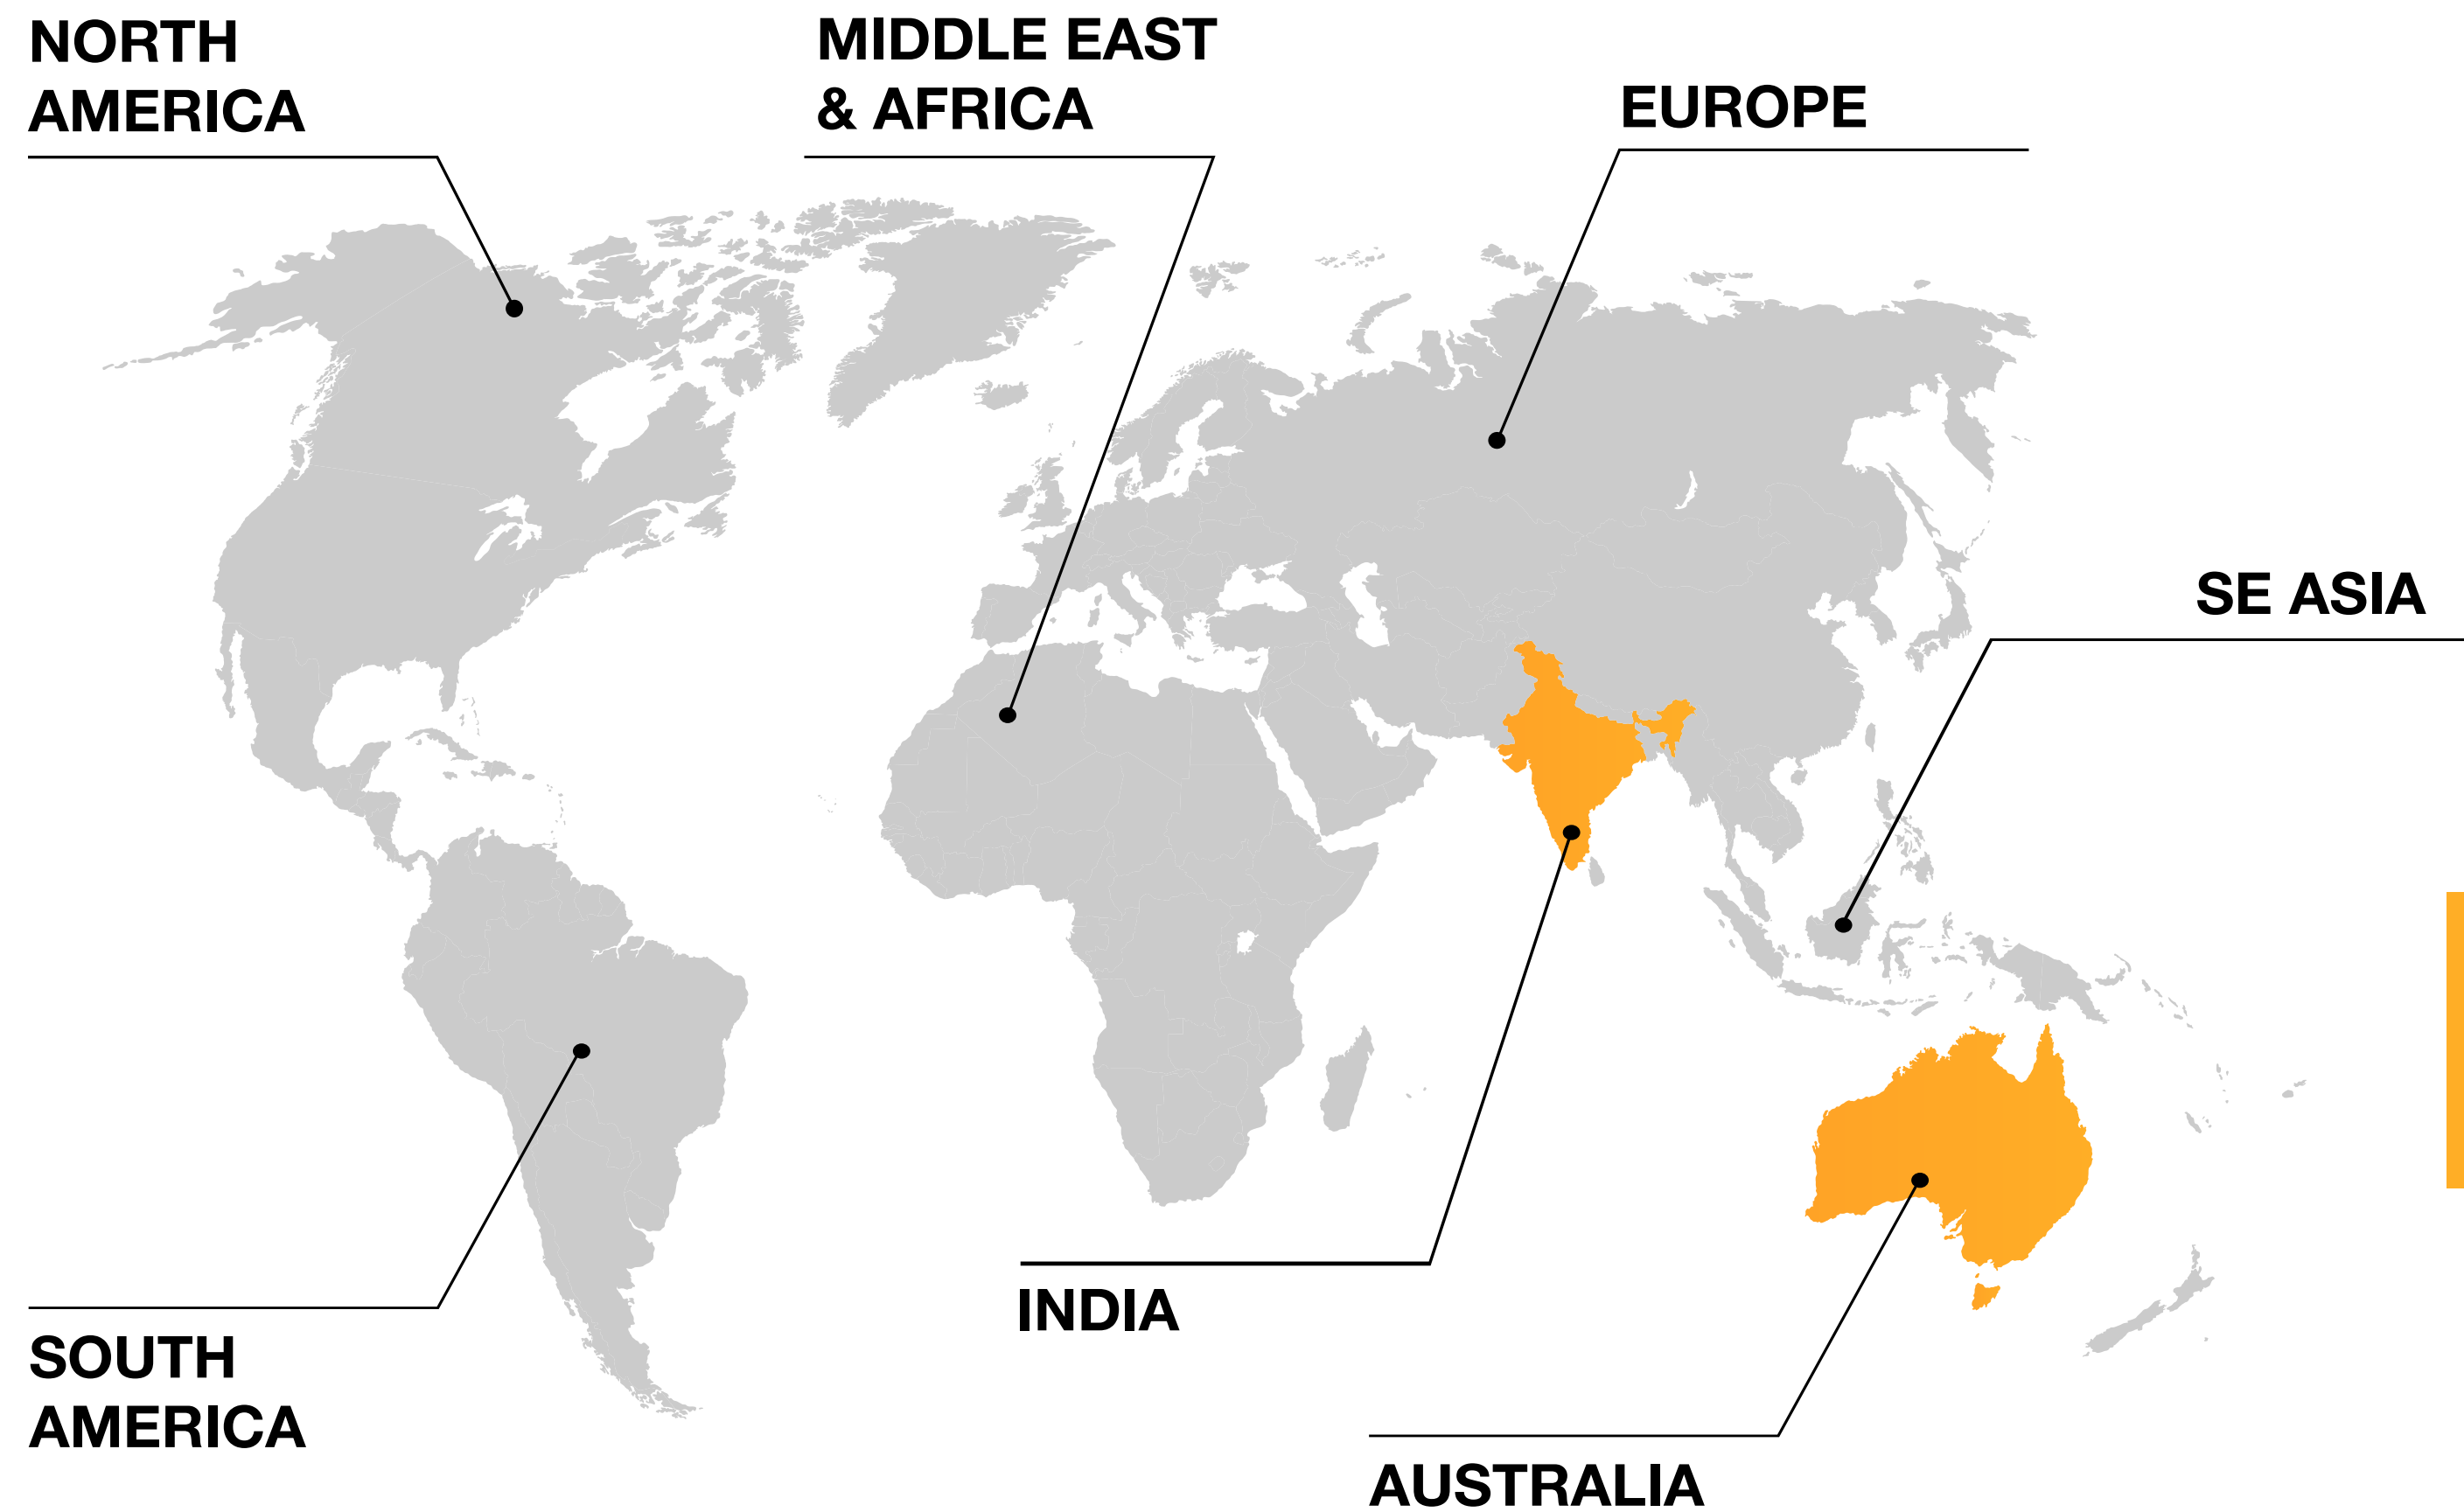 NORTH
AMERICA
MIDDLE EAST
& AFRICA
EUROPE
SE ASIA
INDIA
SOUTH
AMERICA
AUSTRALIA